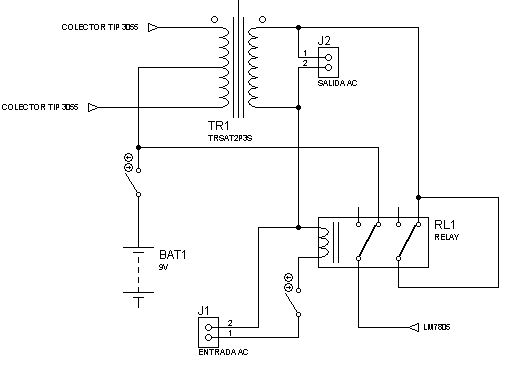 COLECTOR TIP 3055
J2
1
2
SALIDA AC
COLECTOR TIP 3055
TR1
TRSAT2P3S
RL1
RELAY
BAT1
9V
J1
2
1
ENTRADA AC
LM7805